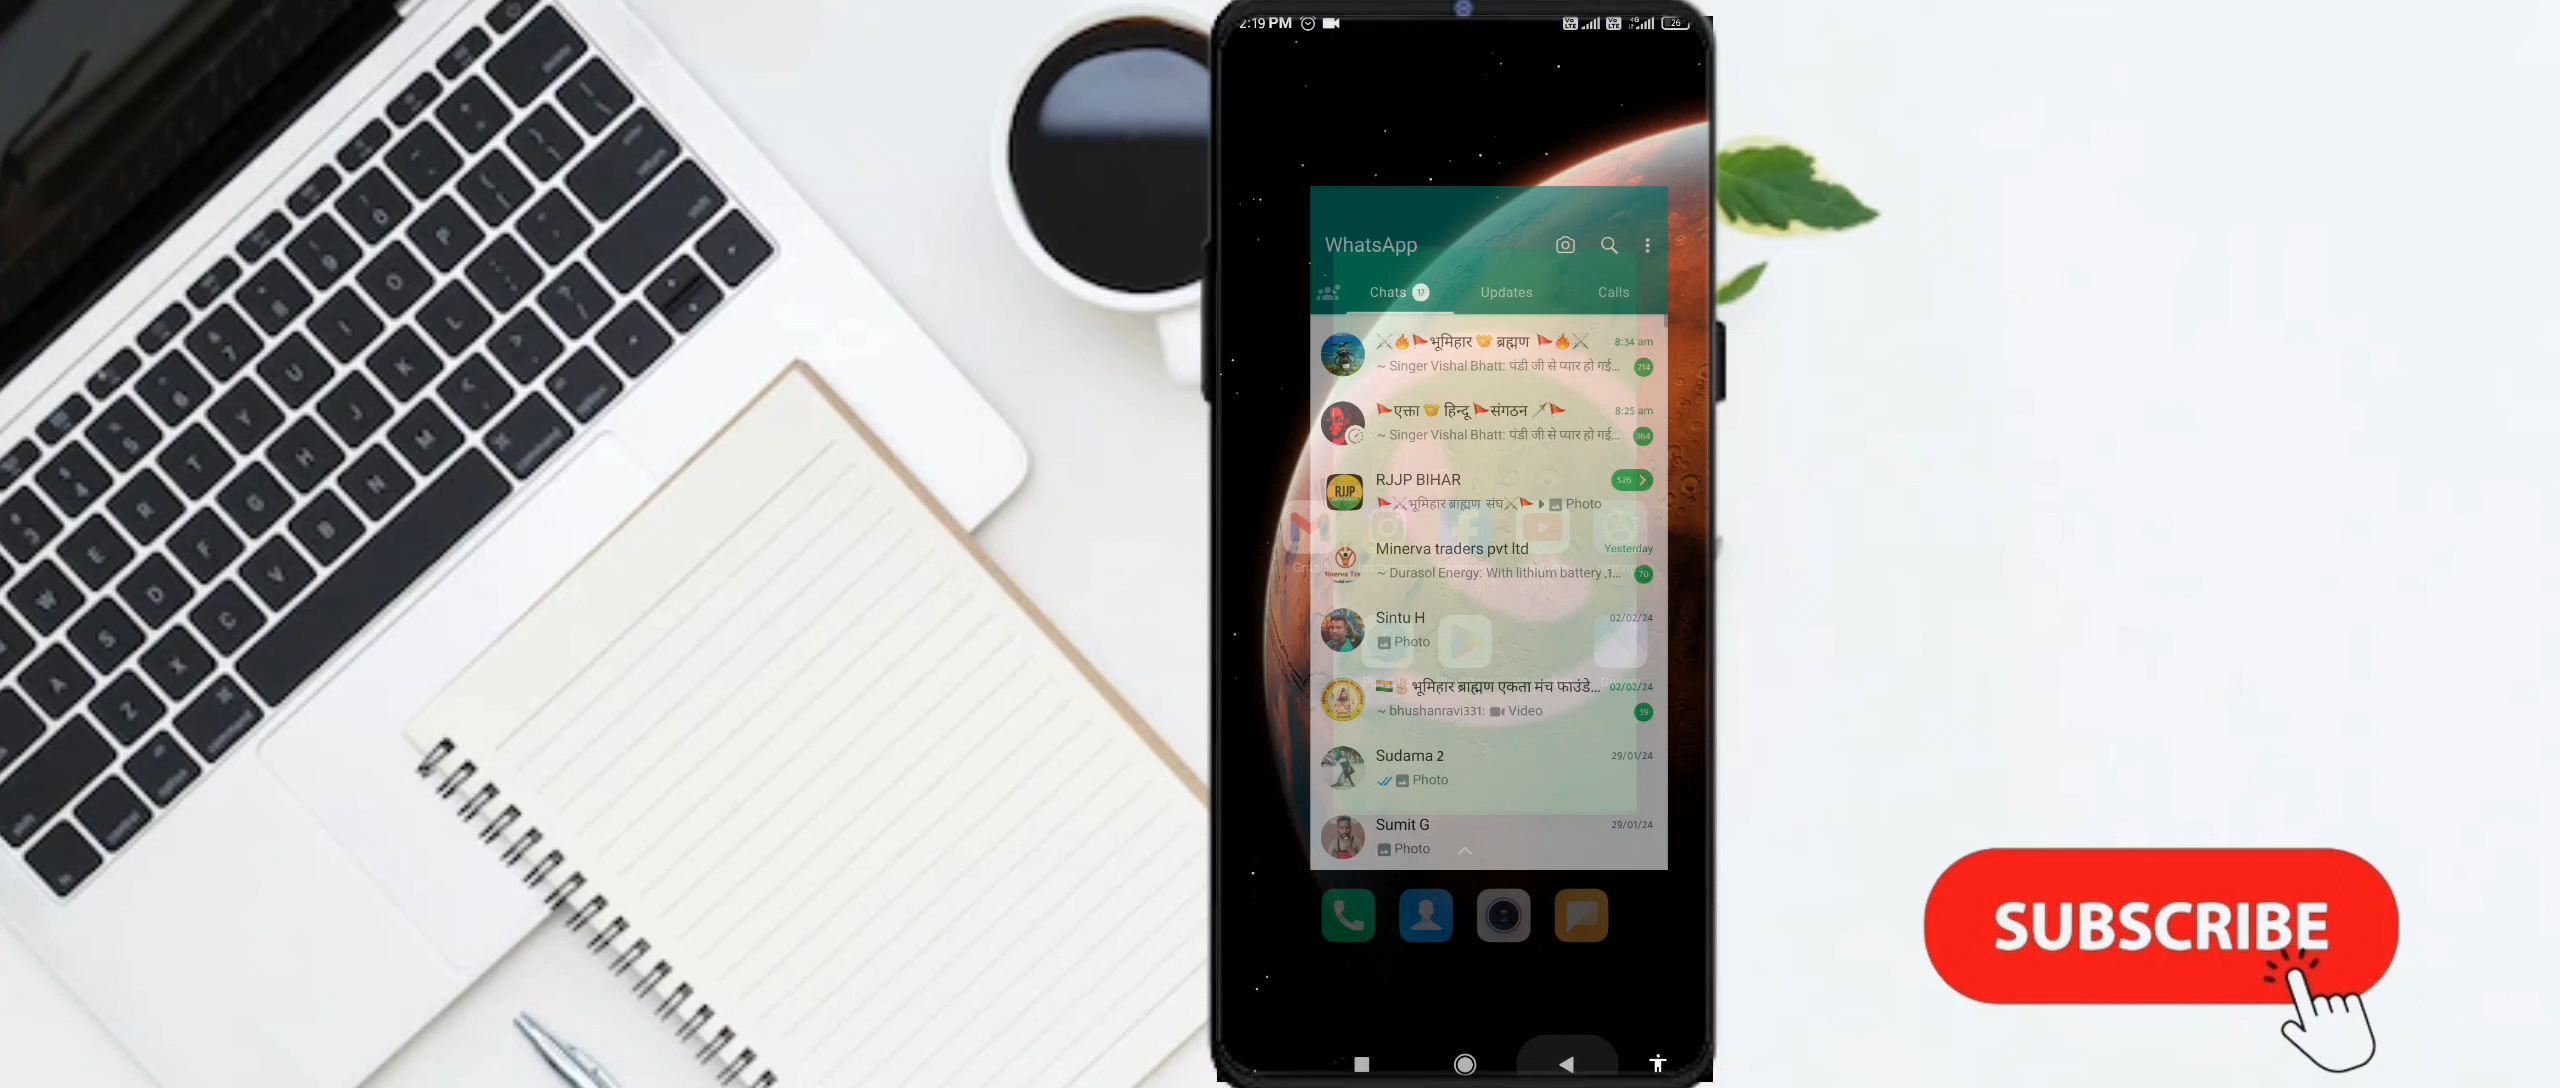 2:19 PM
26
WhatsApp
Chats 17
Updates
Calls
⚔🔥🚩भूमिहार 🤝 ब्रह्मण 🚩🔥⚔
8:34 am
~ Singer Vishal Bhatt: पंडी जी से प्यार हो गई...
214
🚩एक्ता 🤝 हिन्दू 🚩संगठन 🗡🚩
8:25 am
~ Singer Vishal Bhatt: पंडी जी से प्यार हो गई...
364
RJJP
RJJP BIHAR
526
🚩⚔भूमिहार ब्राह्मण संघ⚔🚩 Photo
Minerva traders pvt ltd
Yesterday
~ Durasol Energy: With lithium battery ,1...
70
Sintu H
02/02/24
Photo
🇮🇳✌भूमिहार ब्राह्मण एकता मंच फाउंडे...
02/02/24
~ bhushanravi331: Video
39
Sudama 2
29/01/24
Photo
Sumit G
29/01/24
Photo
SUBSCRIBE